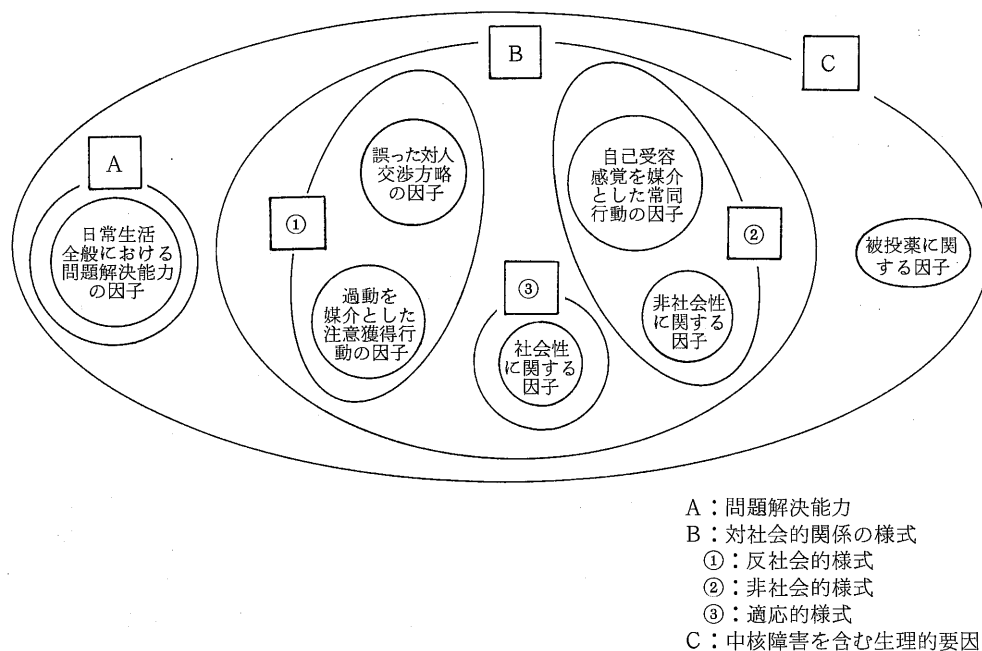 B
C
A
誤った対人
交渉方略
の因子
自己受容
感覚を媒介
とした常同
行動の因子
①
②
日常生活
全般における
問題解決能力
の因子
被投薬に関
する因子
過動を
媒介とした
注意獲得行
動の因子
③
非社会性
に関する
因子
社会性
に関する
因子
A：問題解決能力
B：対社会的関係の様式
①：反社会的様式
②：非社会的様式
③：適応的様式
C：中核障害を含む生理的要因